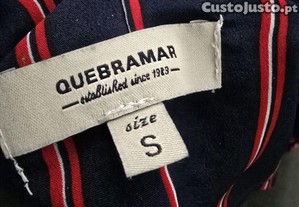 CustoJusto.pt
QUEBRAMAR
established since 1989
size
S